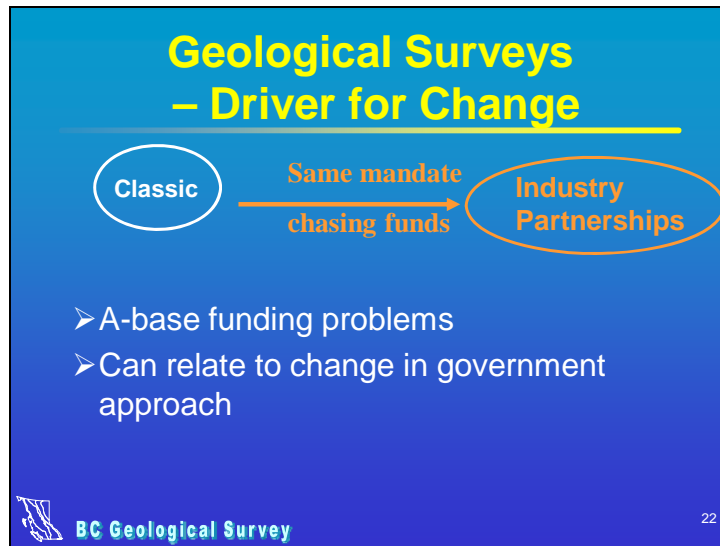 Geological Surveys
– Driver for Change
Classic
Same mandate
chasing funds
Industry
Partnerships
➢A-base funding problems
➢Can relate to change in government
approach
BC Geological Survey
22